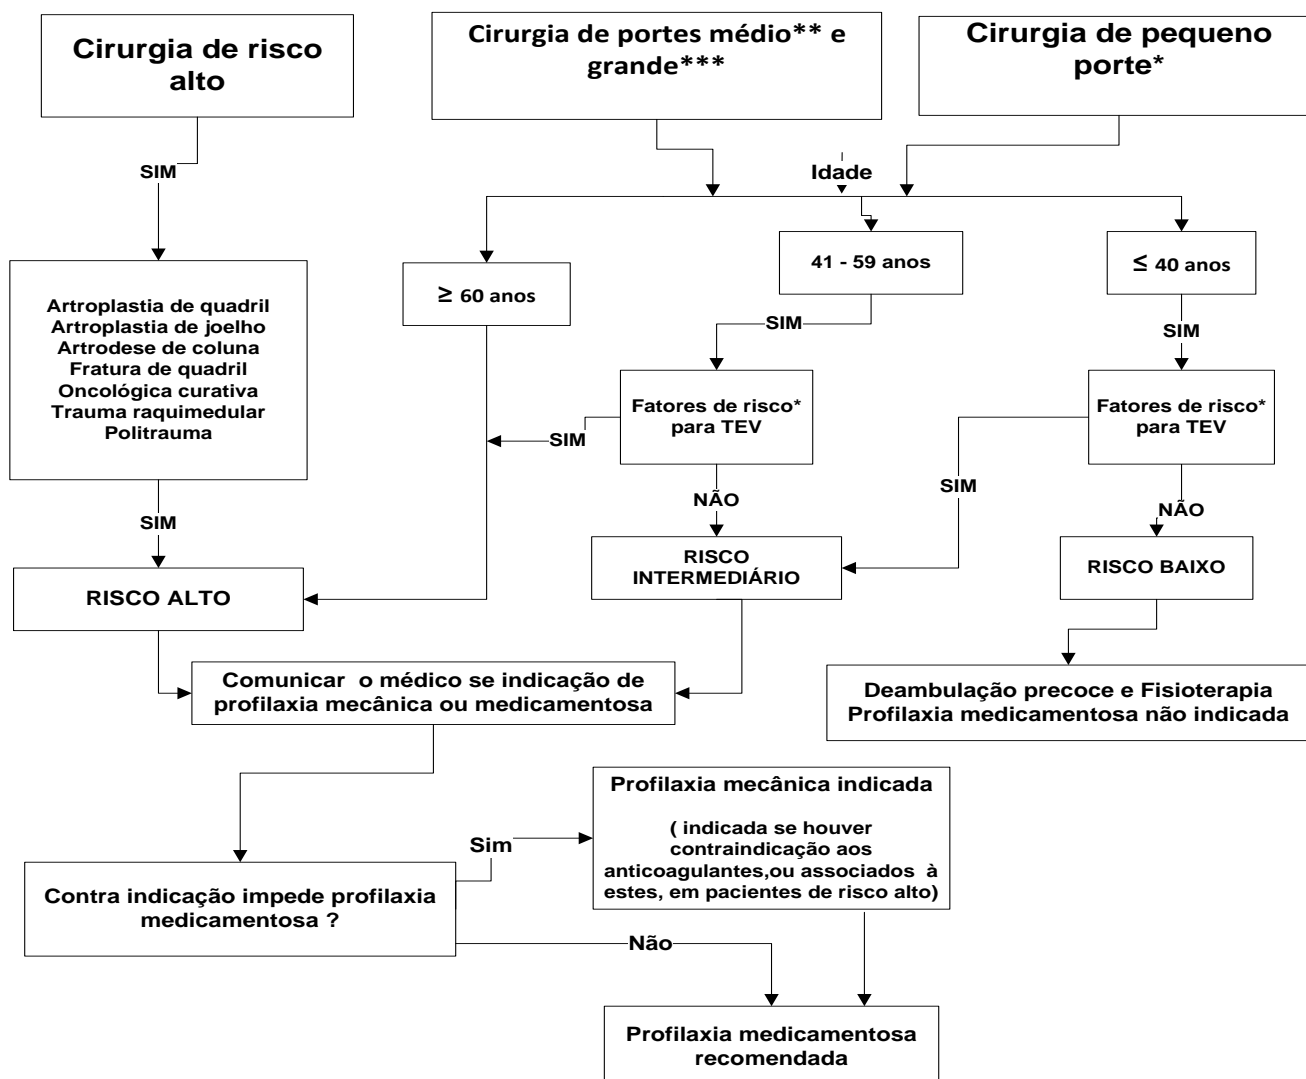 Cirurgia de risco
alto
Cirurgia de portes médio** e
grande***
Cirurgia de pequeno
porte*
SIM
Idade
Artroplastia de quadril
Artroplastia de joelho
Artrodese de coluna
Fratura de quadril
Oncológica curativa
Trauma raquimedular
Politrauma
≥ 60 anos
41 - 59 anos
≤ 40 anos
SIM
SIM
Fatores de risco*
para TEV
Fatores de risco*
para TEV
SIM
SIM
NÃO
NÃO
SIM
RISCO ALTO
RISCO
INTERMEDIÁRIO
RISCO BAIXO
Comunicar o médico se indicação de
profilaxia mecânica ou medicamentosa
Deambulação precoce e Fisioterapia
Profilaxia medicamentosa não indicada
Contra indicação impede profilaxia
medicamentosa ?
Sim
Não
Profilaxia mecânica indicada
( indicada se houver
contraindicação aos
anticoagulantes,ou associados à
estes, em pacientes de risco alto)
Profilaxia medicamentosa
recomendada